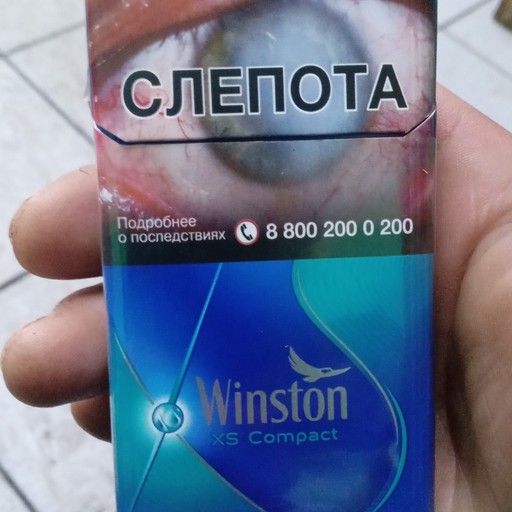 СЛЕПОТА
Подробнее
о последствиях
8 800 200 0 200
Winston
XS Compact